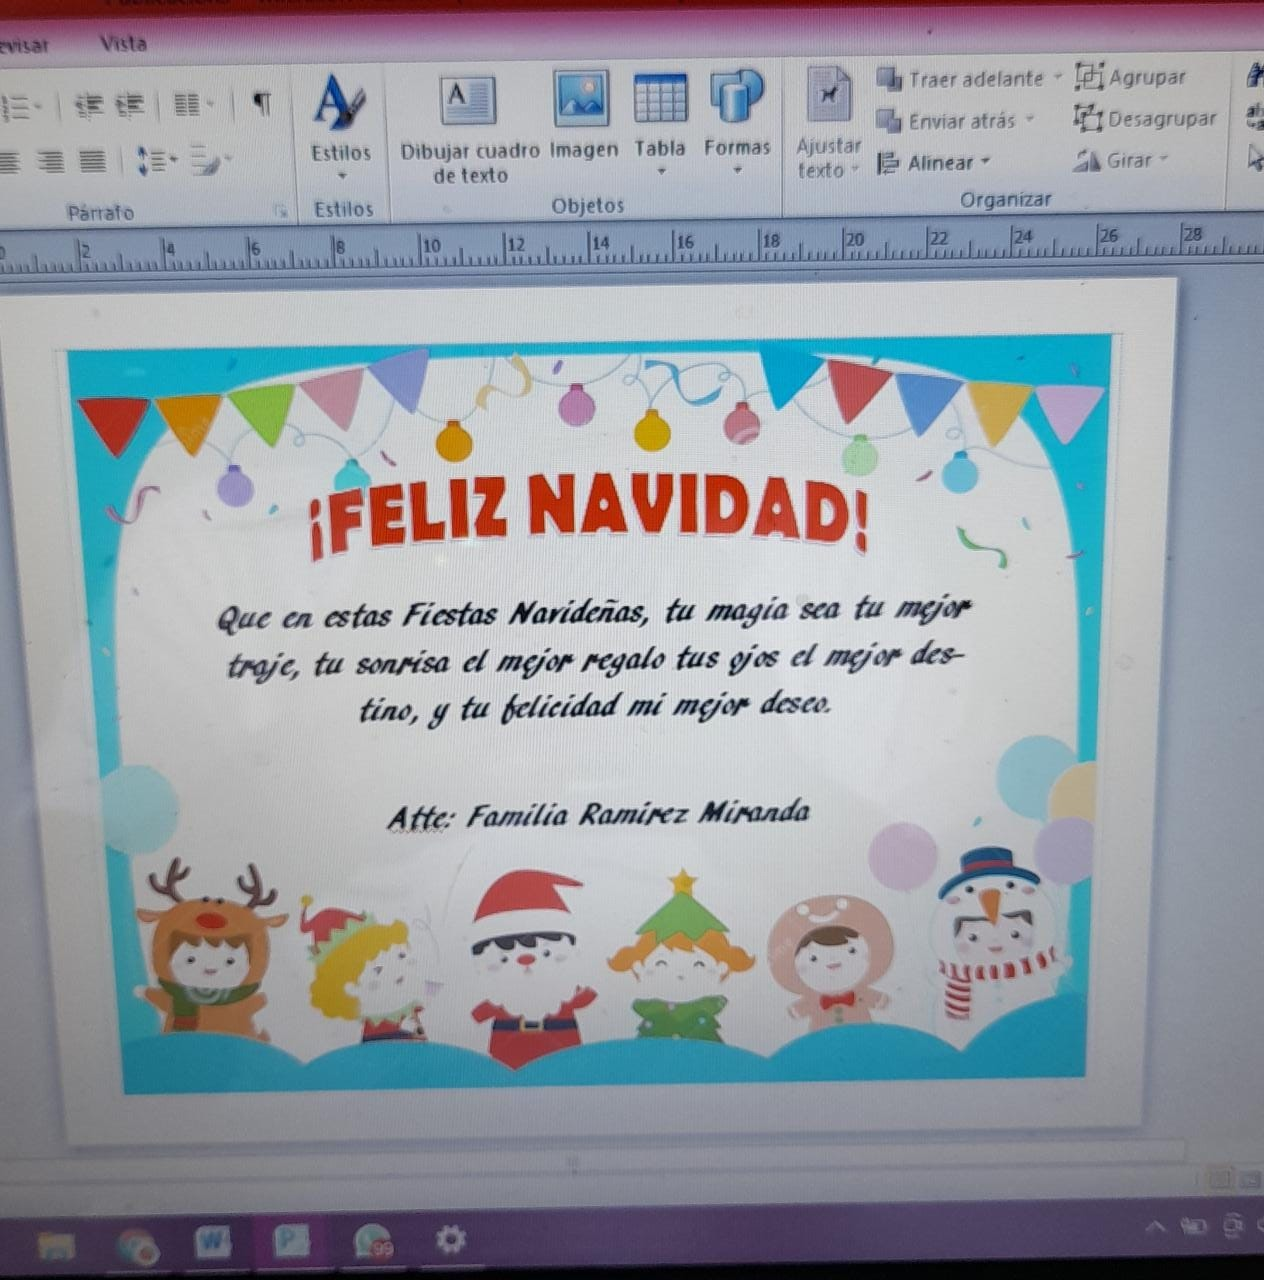 Vista
Estilos
Dibujar cuadro de texto
Imagen
Tabla
Formas
Ajustar texto
Traer adelante
Enviar atrás
Alinear
Agrupar
Desagrupar
Girar
Párrafo
Estilos
Objetos
Organizar
2 4 6 8 10 12 14 16 18 20 22 24 26 28
¡FELIZ NAVIDAD!
Que en estas Fiestas Navideñas, tu magia sea tu mejor
traje, tu sonrisa el mejor regalo tus ojos el mejor des-
tino, y tu felicidad mi mejor deseo.
Atte: Familia Ramirez Miranda
W
P
99